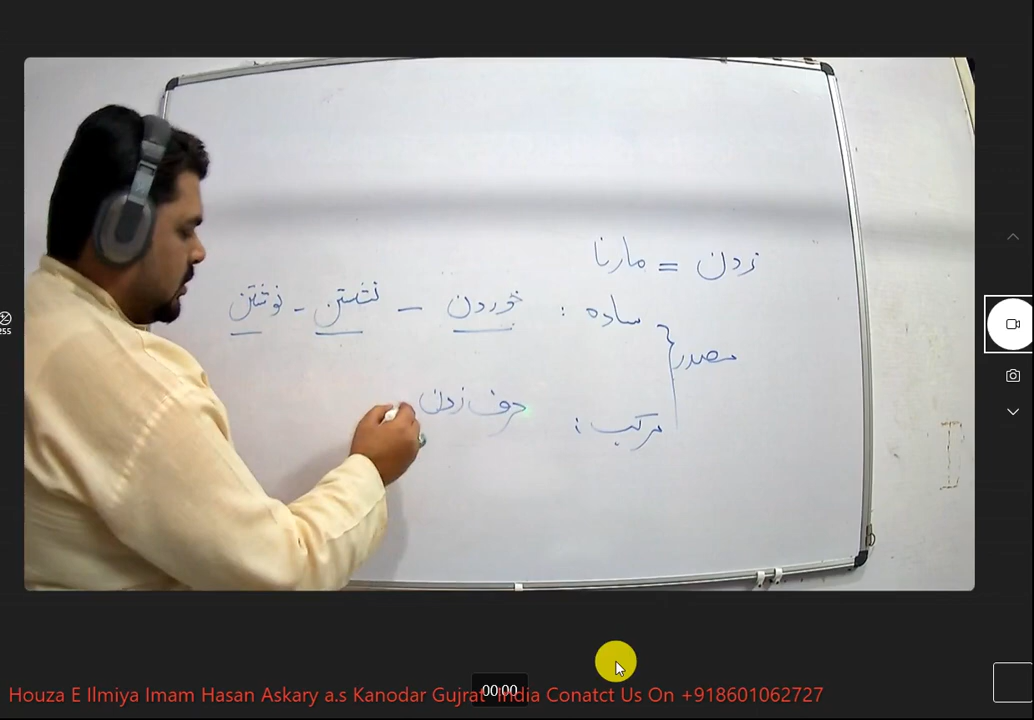 زدن = مارنا
ساده : خوردن - نشستن - نوشتن
مصدر
مرکب : حرف زدن
00:00
Houza E Ilmiya Imam Hasan Askary a.s Kanodar Gujrat India Conatct Us On +918601062727